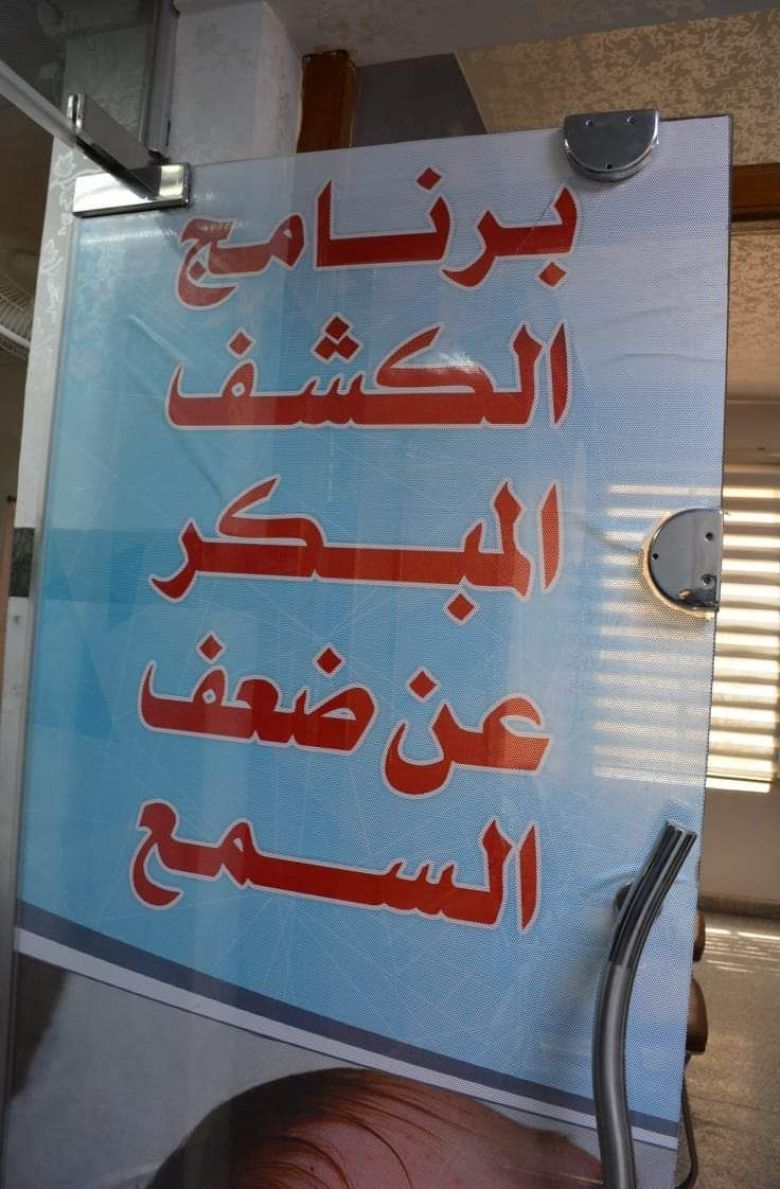 برنامج
الكشف
المبكر
عن ضعف
السمع